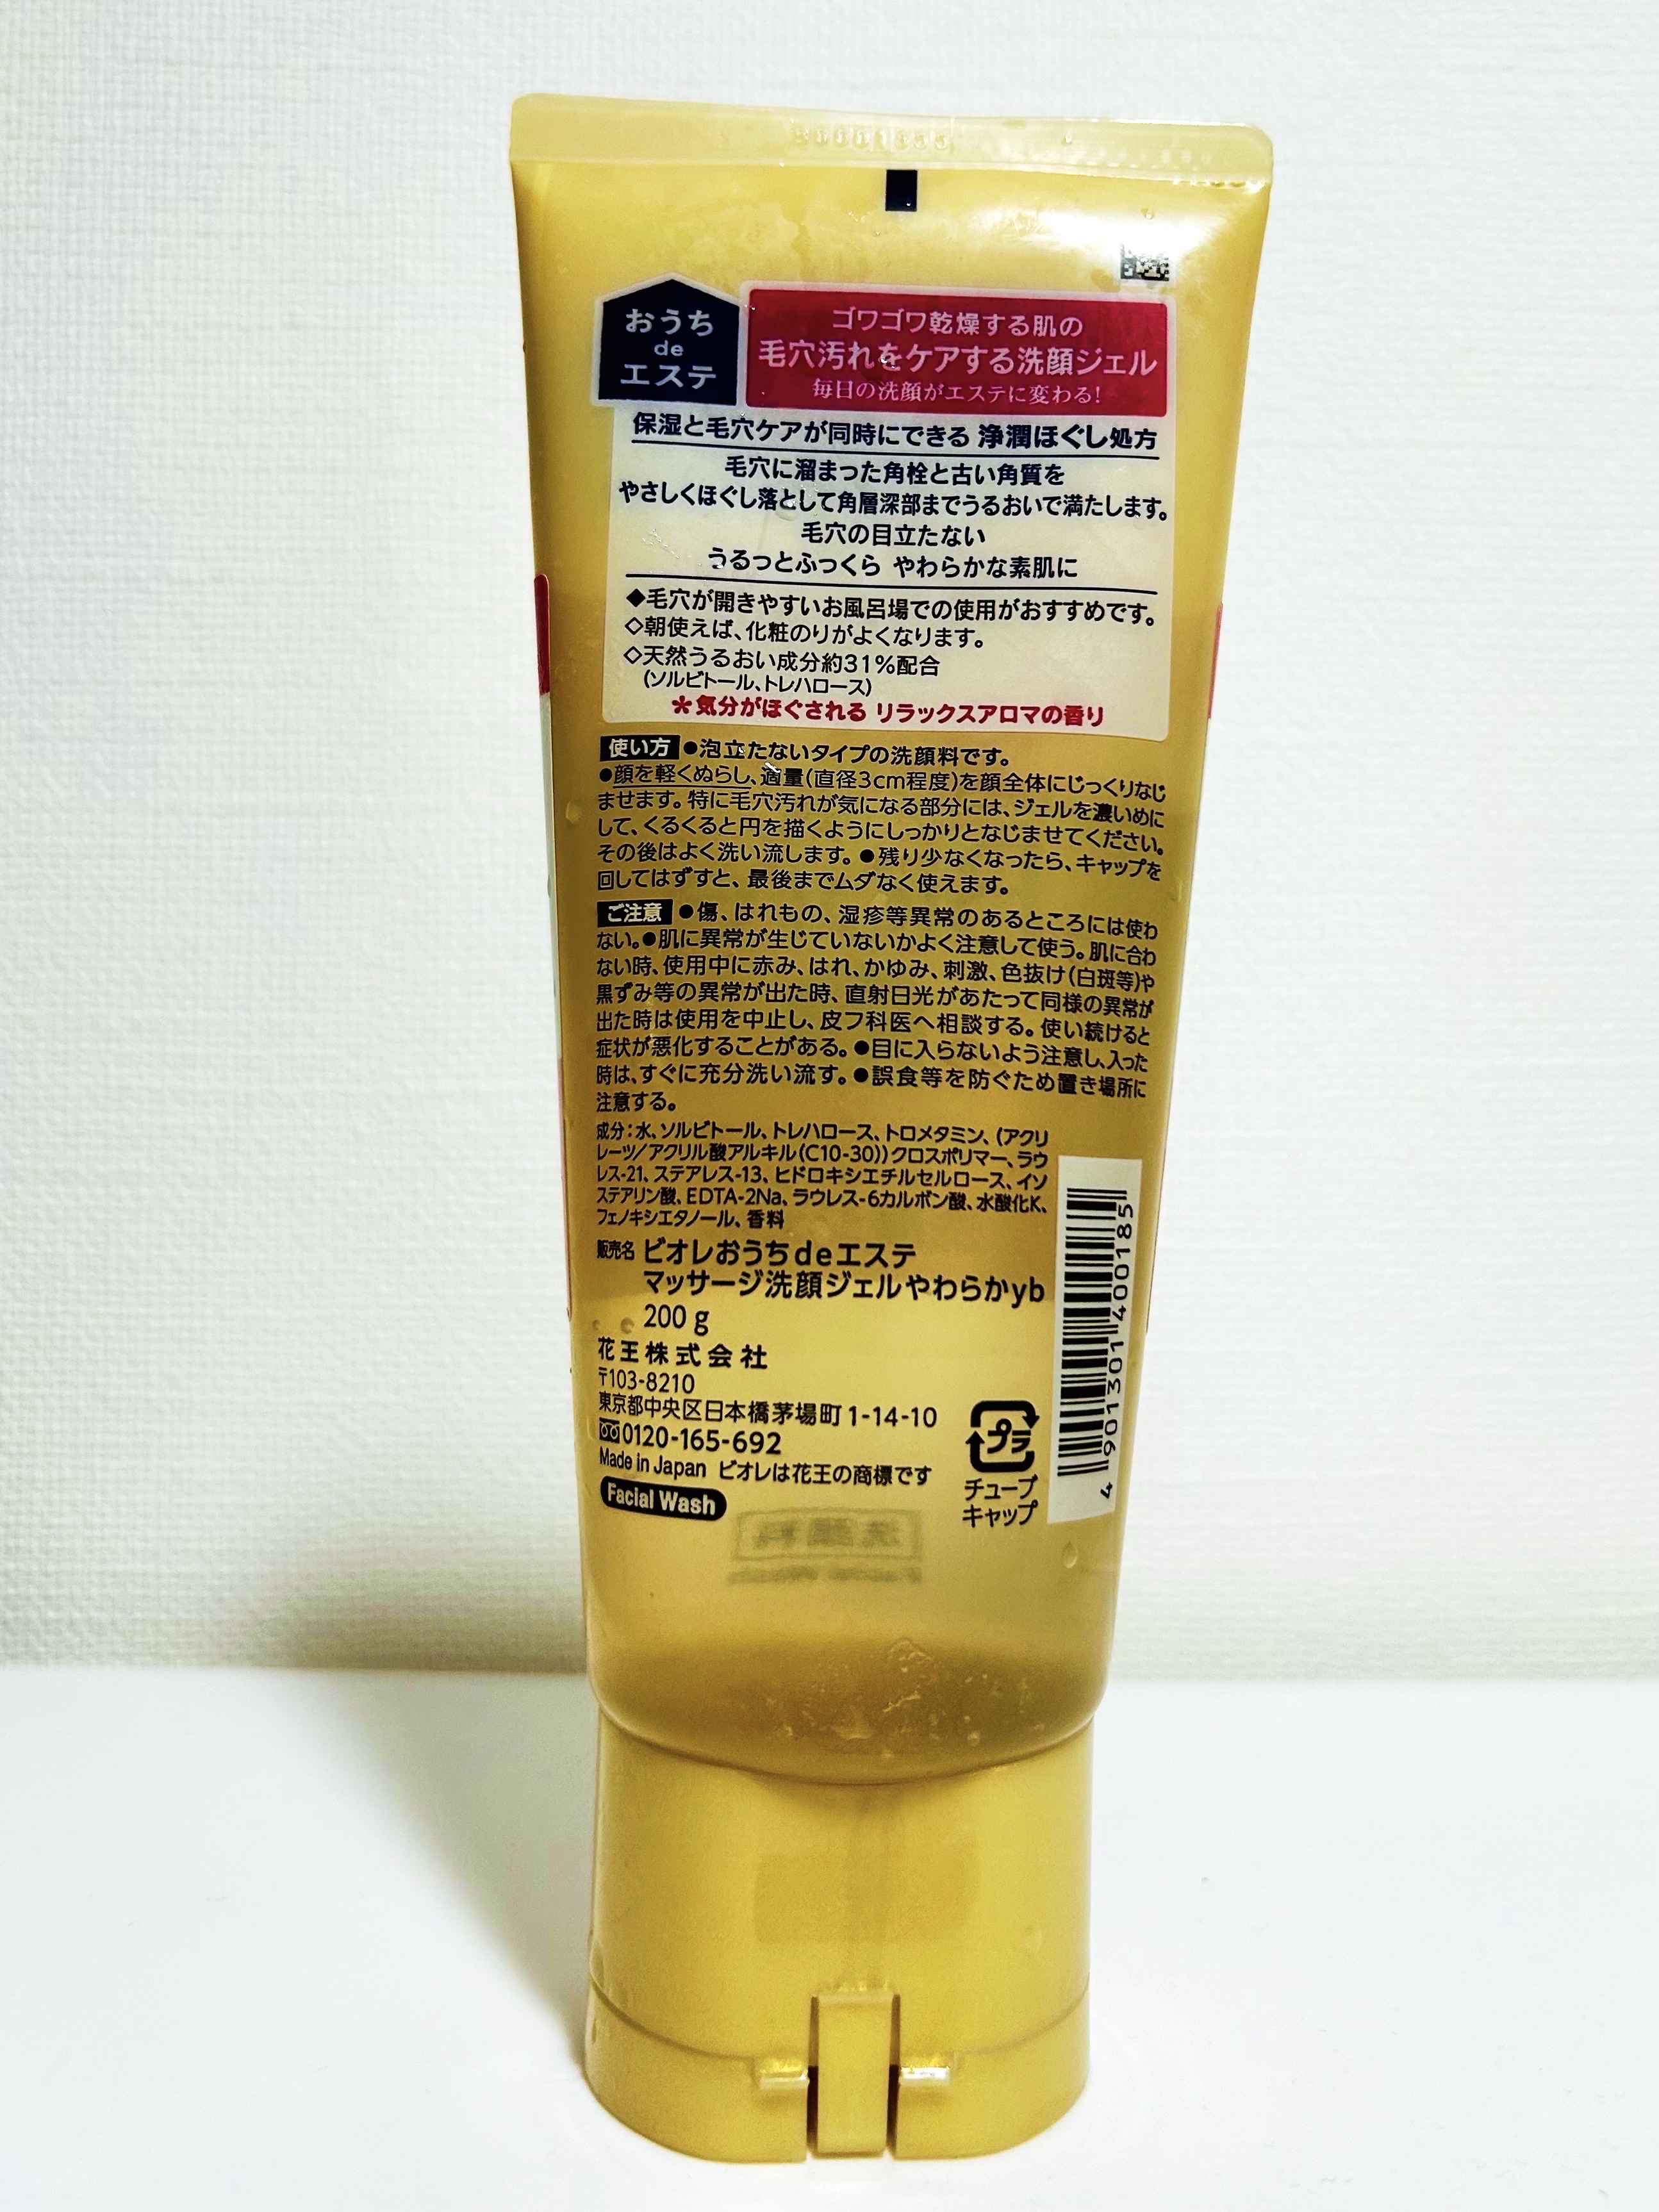 おうち
de
エステ
ゴワゴワ乾燥する肌の
毛穴汚れをケアする洗顔ジェル
毎日の洗顔がエステに変わる!
保湿と毛穴ケアが同時にできる 浄潤ほぐし処方
毛穴に溜まった角栓と古い角質を
やさしくほぐし落として角層深部までうるおいで満たします。
毛穴の目立たない
うるっとふっくら やわらかな素肌に
◆毛穴が開きやすいお風呂場での使用がおすすめです。
◇朝使えば、化粧のりがよくなります。
◇天然うるおい成分約31%配合
(ソルビトール、トレハロース)
*気分がほぐされる リラックスアロマの香り
使い方 ●泡立たないタイプの洗顔料です。
●顔を軽くぬらし、適量(直径3cm程度)を顔全体にじっくりなじ
ませます。特に毛穴汚れが気になる部分には、ジェルを濃いめに
して、くるくると円を描くようにしっかりとなじませてください。
その後はよく洗い流します。●残り少なくなったら、キャップを
回してはずすと、最後までムダなく使えます。
ご注意 ●傷、はれもの、湿疹等異常のあるところには使わ
ない。●肌に異常が生じていないかよく注意して使う。肌に合わ
ない時、使用中に赤み、はれ、かゆみ、刺激、色抜け(白斑等)や
黒ずみ等の異常が出た時、直射日光があたって同様の異常が
出た時は使用を中止し、皮フ科医へ相談する。使い続けると
症状が悪化することがある。●目に入らないよう注意し、入った
時は、すぐに充分洗い流す。●誤食等を防ぐため置き場所に
注意する。
成分:水、ソルビトール、トレハロース、トロメタミン、(アクリ
レーツ/アクリル酸アルキル(C10-30))クロスポリマー、ラウ
レス-21、ステアレス-13、ヒドロキシエチルセルロース、イソ
ステアリン酸、EDTA-2Na、ラウレス-6カルボン酸、水酸化K、
フェノキシエタノール、香料
販売名 ビオレおうちdeエステ
マッサージ洗顔ジェルやわらかyb
200 g
花王株式会社
〒103-8210
東京都中央区日本橋茅場町1-14-10
0120-165-692
Made in Japan ビオレは花王の商標です
Facial Wash
プラ
チューブ
キャップ
4 901301 400185